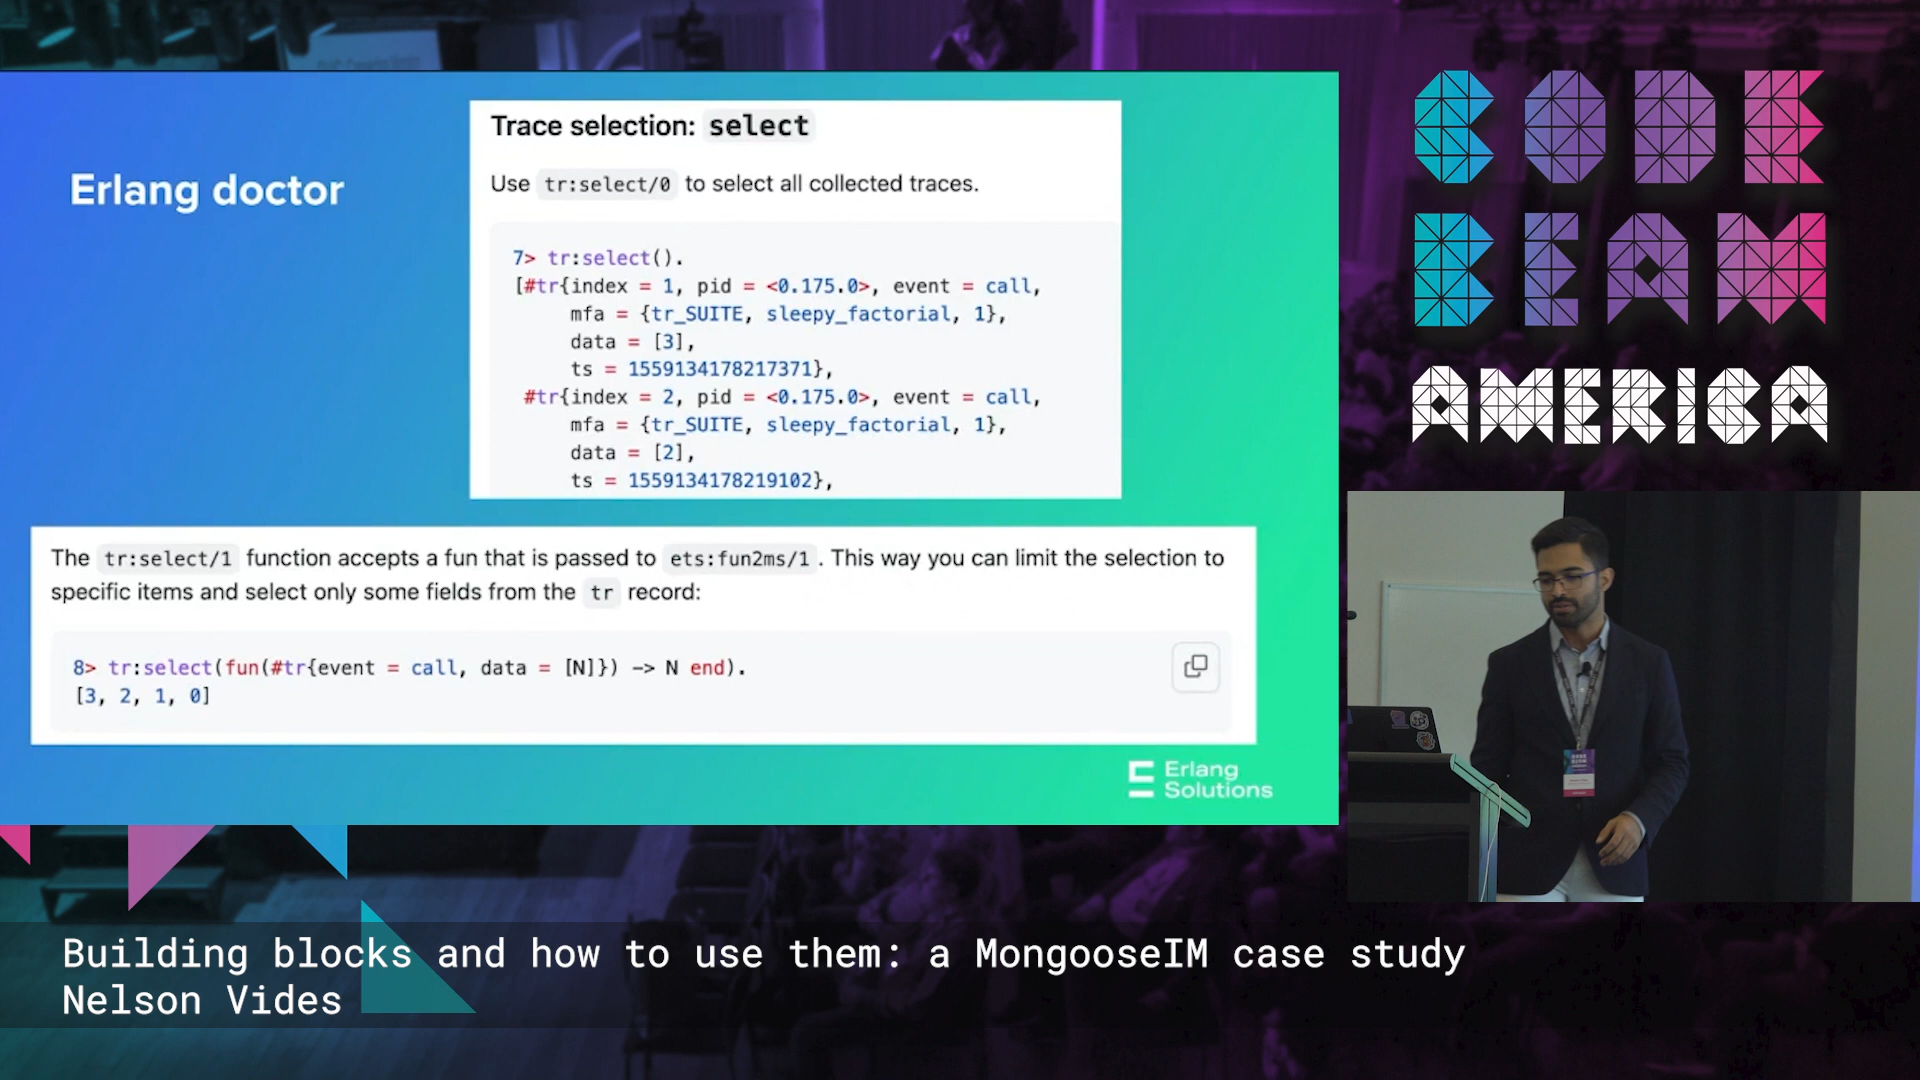 Erlang doctor
Trace selection: select
Use tr:select/0 to select all collected traces.
7> tr:select().
[#tr{index = 1, pid = <0.175.0>, event = call,
mfa = {tr_SUITE, sleepy_factorial, 1},
data = [3],
ts = 1559134178217371},
#tr{index = 2, pid = <0.175.0>, event = call,
mfa = {tr_SUITE, sleepy_factorial, 1},
data = [2],
ts = 1559134178219102},
The tr:select/1 function accepts a fun that is passed to ets:fun2ms/1. This way you can limit the selection to
specific items and select only some fields from the tr record:
8> tr:select(fun(#tr{event = call, data = [N]}) -> N end).
[3, 2, 1, 0]
Erlang
Solutions
CODE
BEAM
AMERICA
Building blocks and how to use them: a MongooseIM case study
Nelson Vides